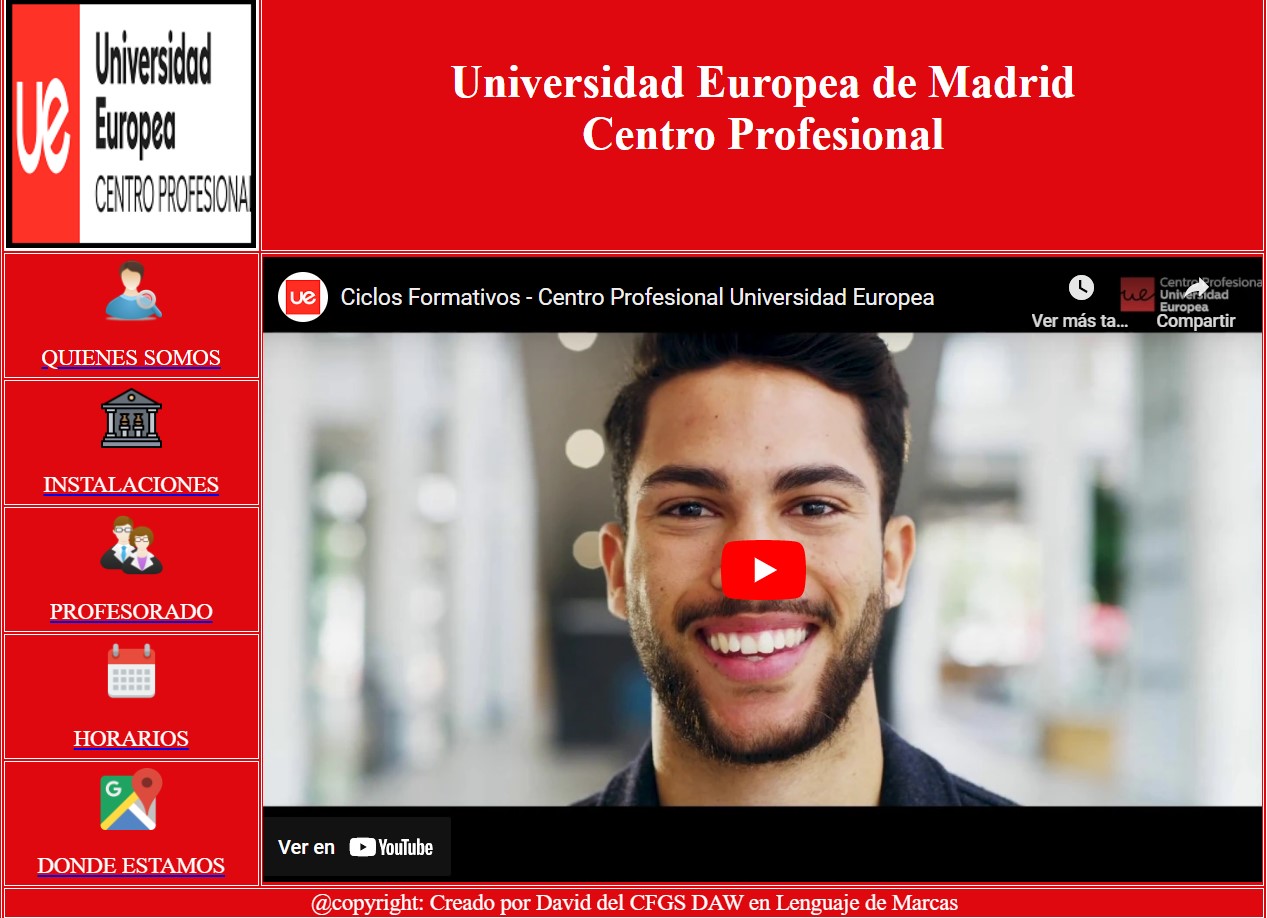 ue
Universidad
Europea
CENTRO PROFESIONAL
Universidad Europea de Madrid
Centro Profesional
QUIENES SOMOS
INSTALACIONES
PROFESORADO
HORARIOS
G
DONDE ESTAMOS
ue
Ciclos Formativos - Centro Profesional Universidad Europea
Ver más ta...
Compartir
ue
Centro Profesional
Universidad
Europea
Ver en YouTube
@copyright: Creado por David del CFGS DAW en Lenguaje de Marcas